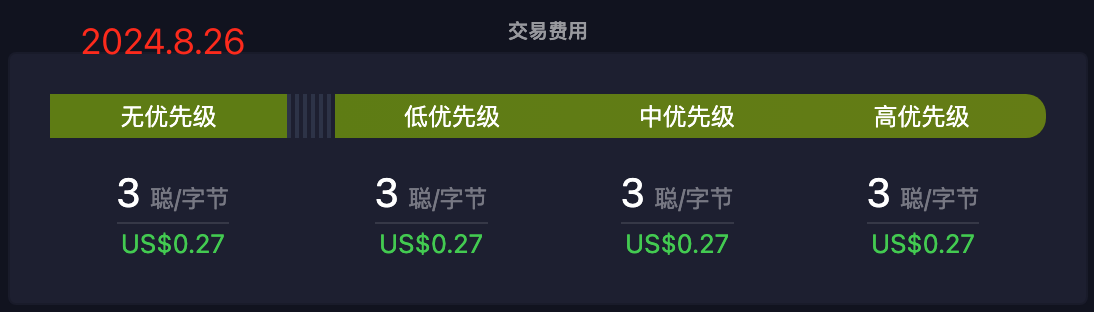 交易费用
2024.8.26
无优先级 低优先级 中优先级 高优先级
3 聪/字节 3 聪/字节 3 聪/字节 3 聪/字节
US$0.27 US$0.27 US$0.27 US$0.27